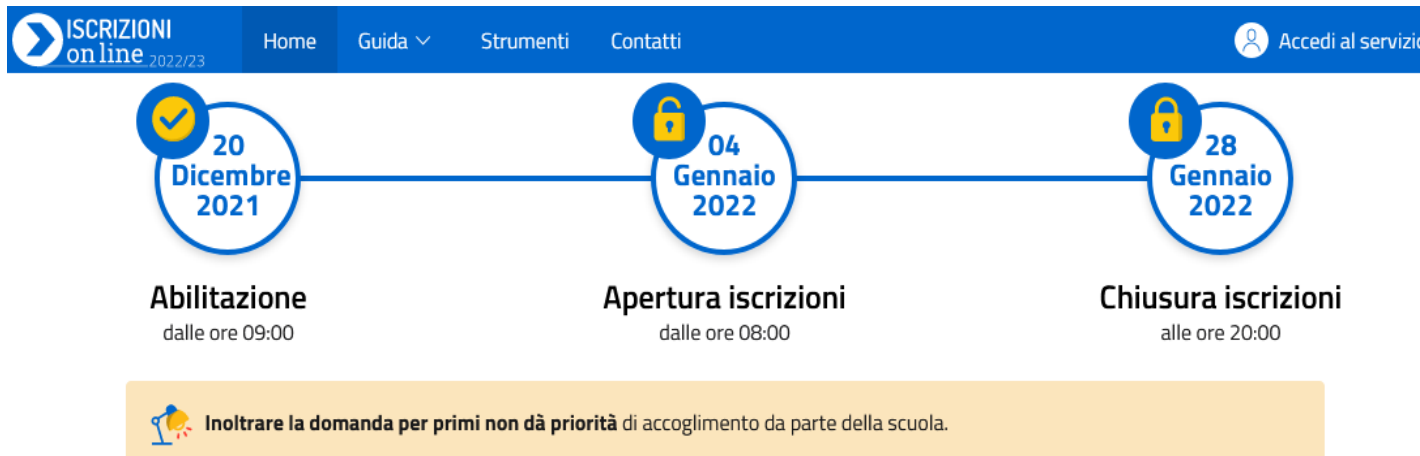 ISCRIZIONI
on line 2022/23
Home Guida Strumenti Contatti
Accedi al servizio
20
Dicembre
2021
04
Gennaio
2022
28
Gennaio
2022
Abilitazione
dalle ore 09:00
Apertura iscrizioni
dalle ore 08:00
Chiusura iscrizioni
alle ore 20:00
Inoltrare la domanda per primi non dà priorità di accoglimento da parte della scuola.